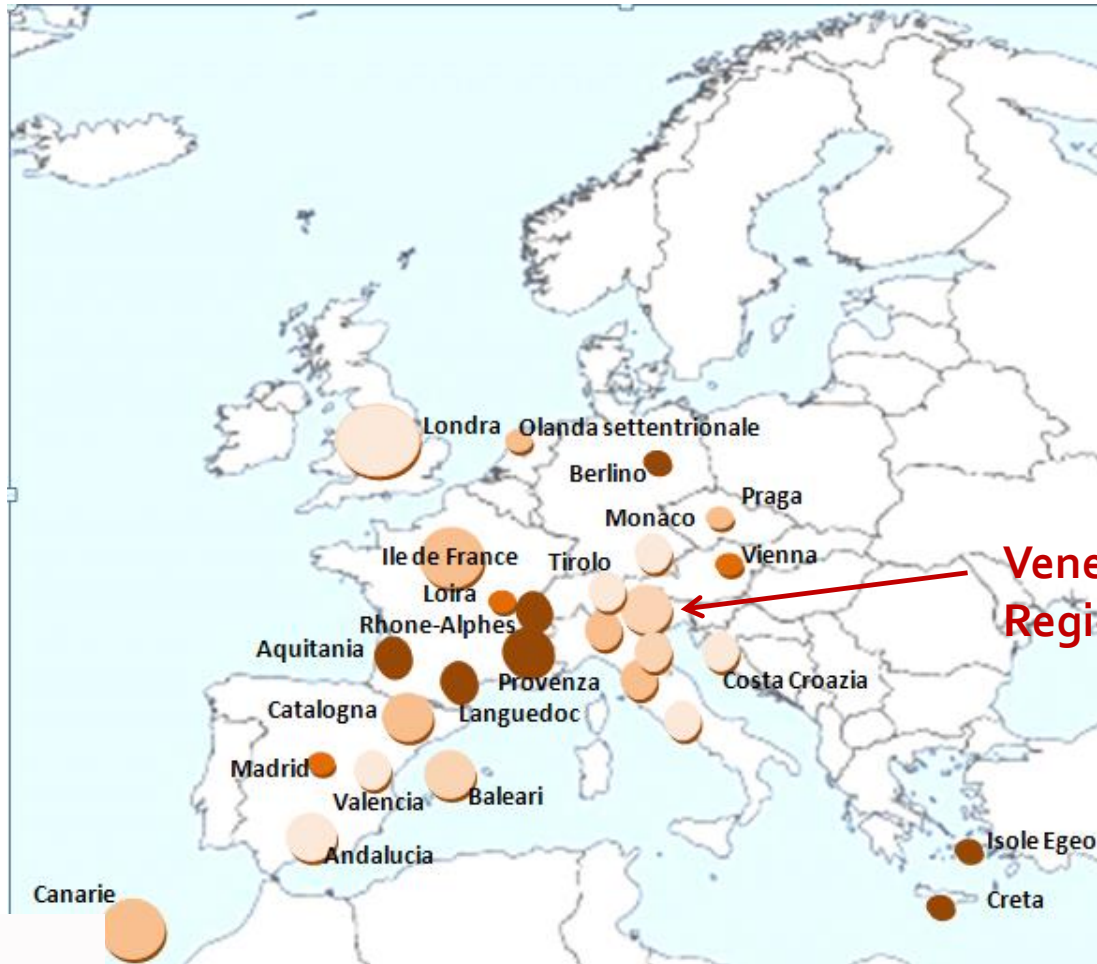 Londra
Olanda settentrionale
Berlino
Praga
Monaco
Ile de France
Tirolo
Vienna
Loira
Rhone-Alphes
Aquitania
Provenza
Costa Croazia
Catalogna
Languedoc
Madrid
Valencia
Baleari
Andalucia
Isole Egeo
Canarie
Creta
Vene
Regi